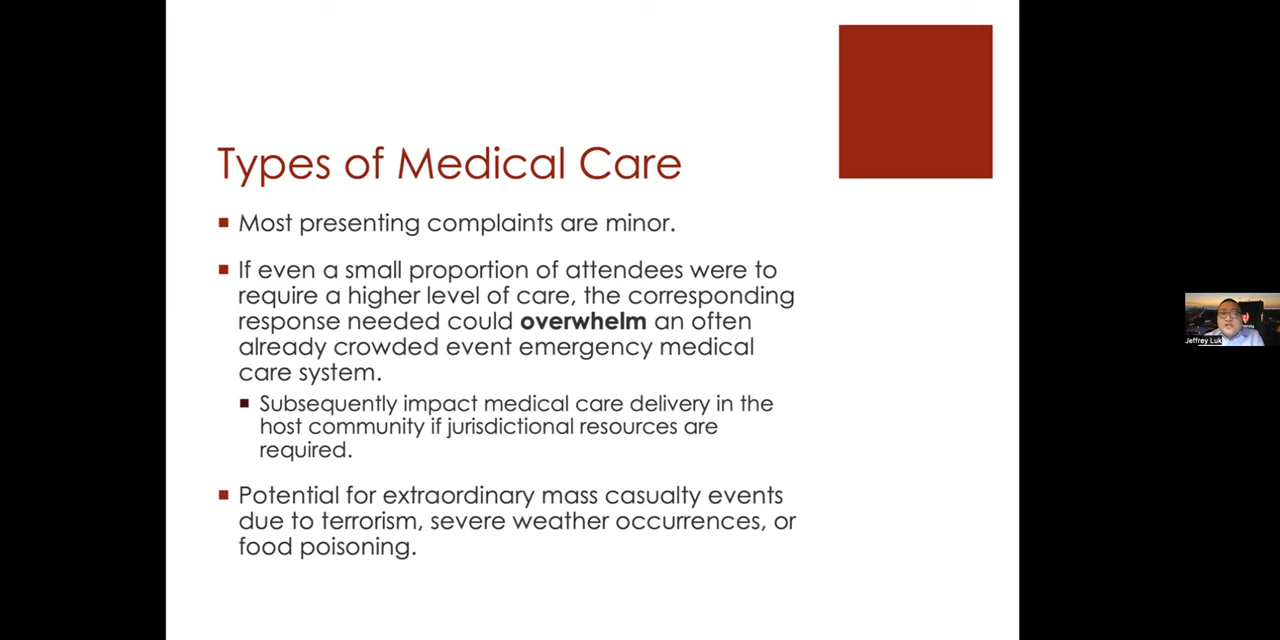 Types of Medical Care
Most presenting complaints are minor.
If even a small proportion of attendees were to
require a higher level of care, the corresponding
response needed could overwhelm an often
already crowded event emergency medical
care system.
Subsequently impact medical care delivery in the
host community if jurisdictional resources are
required.
Potential for extraordinary mass casualty events
due to terrorism, severe weather occurrences, or
food poisoning.
Jeffrey Luk